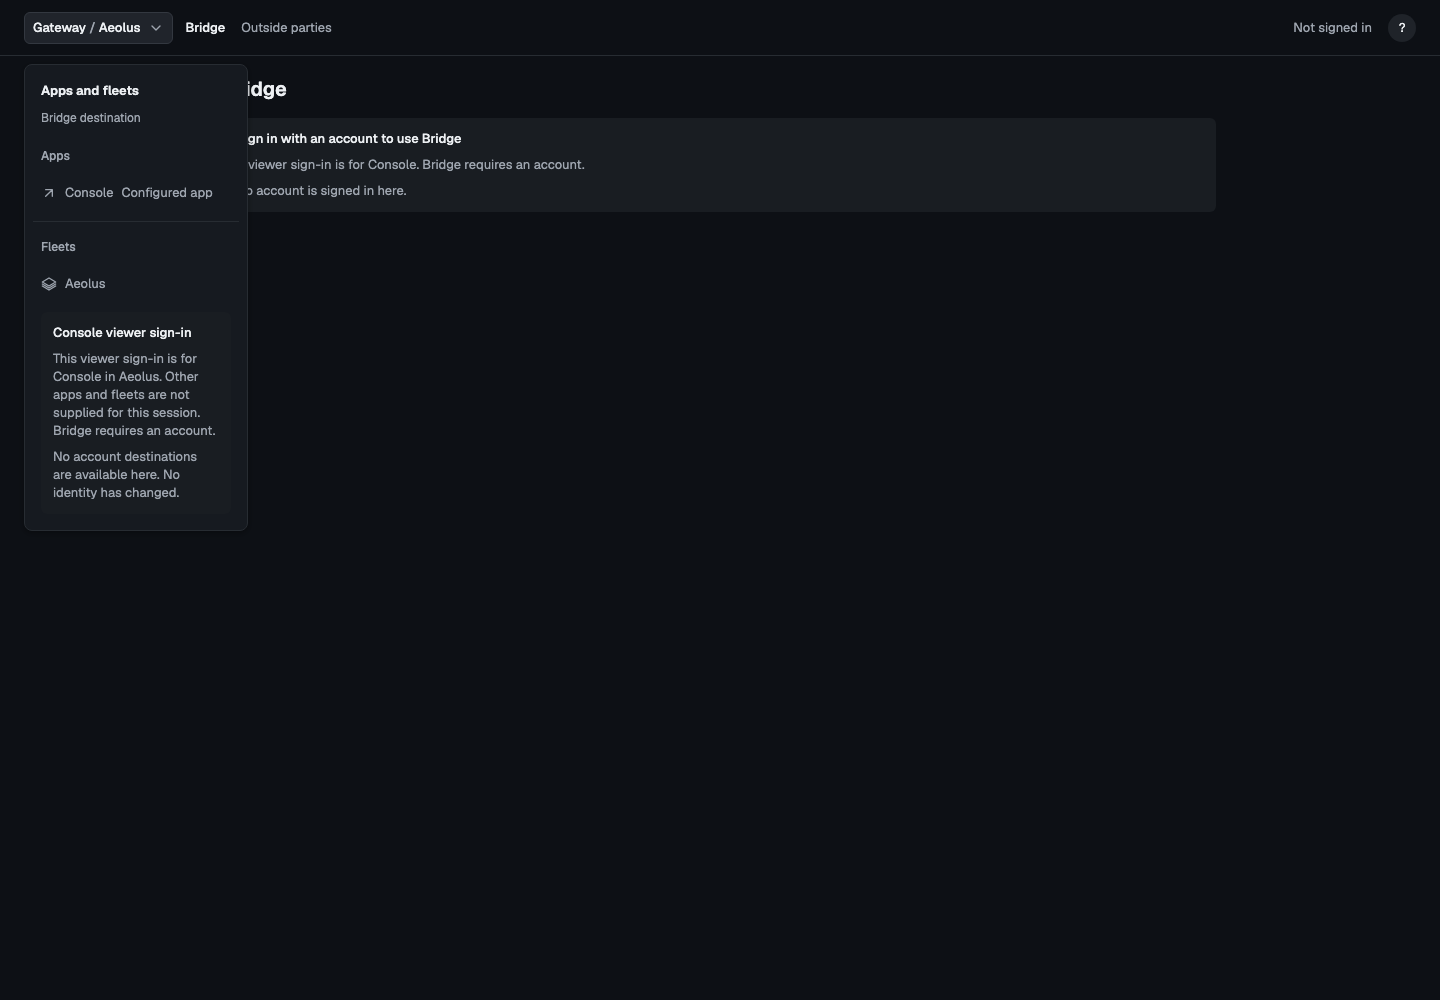 Gateway / Aeolus
Bridge
Outside parties
Not signed in
?
Apps and fleets
Bridge destination
Apps
Console Configured app
Fleets
Aeolus
Console viewer sign-in
This viewer sign-in is for
Console in Aeolus. Other
apps and fleets are not
supplied for this session.
Bridge requires an account.
No account destinations
are available here. No
identity has changed.
idge
gn in with an account to use Bridge
viewer sign-in is for Console. Bridge requires an account.
account is signed in here.